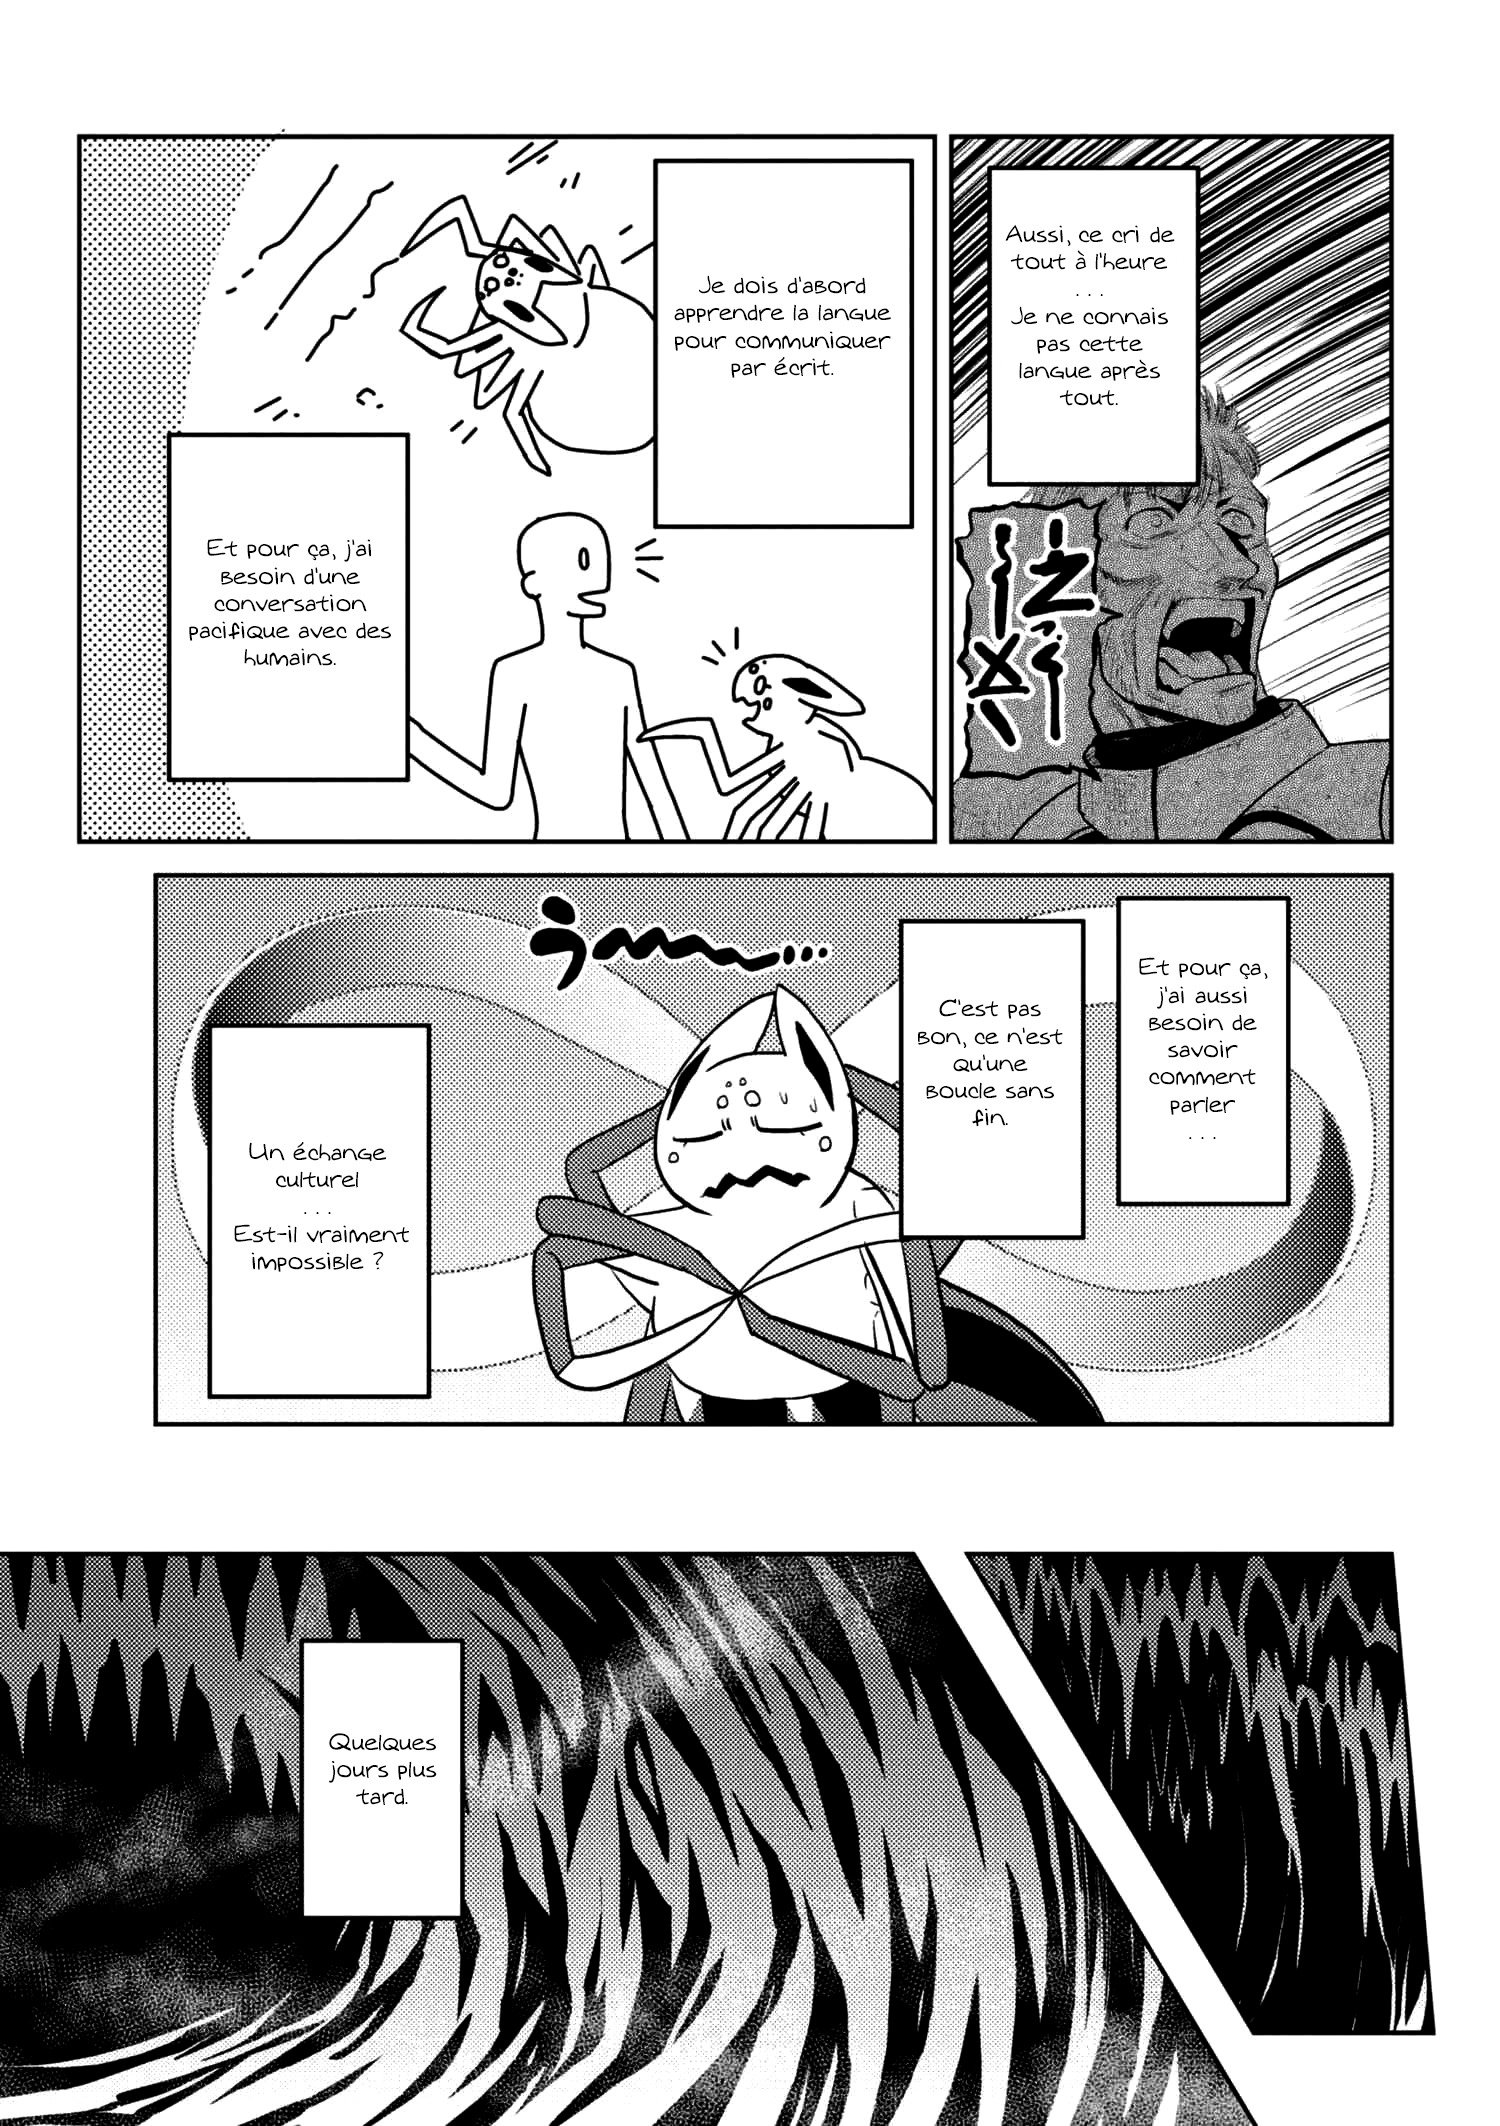 Aussi, ce cri de
tout à l'heure
...
Je ne connais
pas cette
langue après
tout.
Je dois d'abord
apprendre la langue
pour communiquer
par écrit.
Et pour ça, j'ai
besoin d'une
conversation
pacifique avec des
humains.
Et pour ça,
j'ai aussi
besoin de
savoir
comment
parler
...
C'est pas
bon, ce n'est
qu'une
boucle sans
fin.
う〜〜…
Un échange
culturel
...
Est-il vraiment
impossible ?
Quelques
jours plus
tard.